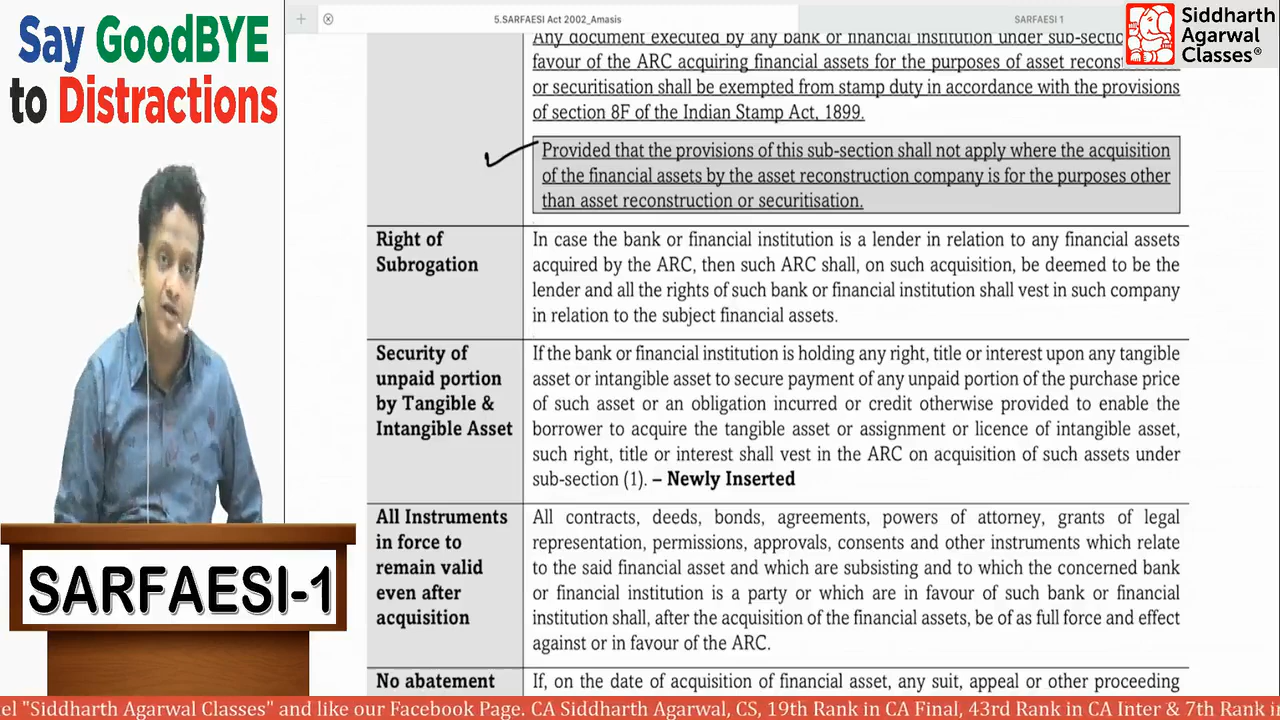 Say GoodBYE
to Distractions
5.SARFAESI Act 2002_Amasis
SARFAESI 1
Siddharth
Agarwal
Classes®
Any document executed by any bank or financial institution under sub-sectio
favour of the ARC acquiring financial assets for the purposes of asset reconst
or securitisation shall be exempted from stamp duty in accordance with the provisions
of section 8F of the Indian Stamp Act, 1899.
Provided that the provisions of this sub-section shall not apply where the acquisition
of the financial assets by the asset reconstruction company is for the purposes other
than asset reconstruction or securitisation.
Right of
Subrogation
In case the bank or financial institution is a lender in relation to any financial assets
acquired by the ARC, then such ARC shall, on such acquisition, be deemed to be the
lender and all the rights of such bank or financial institution shall vest in such company
in relation to the subject financial assets.
Security of
unpaid portion
by Tangible &
Intangible Asset
If the bank or financial institution is holding any right, title or interest upon any tangible
asset or intangible asset to secure payment of any unpaid portion of the purchase price
of such asset or an obligation incurred or credit otherwise provided to enable the
borrower to acquire the tangible asset or assignment or licence of intangible asset,
such right, title or interest shall vest in the ARC on acquisition of such assets under
sub-section (1). – Newly Inserted
All Instruments
in force to
remain valid
even after
acquisition
All contracts, deeds, bonds, agreements, powers of attorney, grants of legal
representation, permissions, approvals, consents and other instruments which relate
to the said financial asset and which are subsisting and to which the concerned bank
or financial institution is a party or which are in favour of such bank or financial
institution shall, after the acquisition of the financial assets, be of as full force and effect
against or in favour of the ARC.
No abatement
If, on the date of acquisition of financial asset, any suit, appeal or other proceeding
SARFAESI-1
el "Siddharth Agarwal Classes" and like our Facebook Page. CA Siddharth Agarwal, CS, 19th Rank in CA Final, 43rd Rank in CA Inter & 7th Rank in